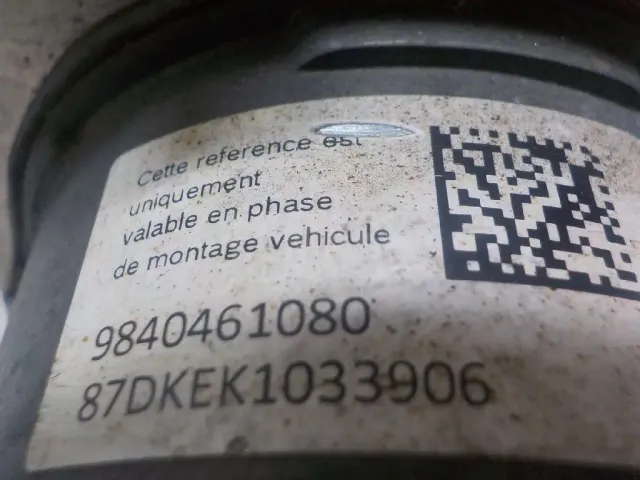 Cette reference est
uniquement
valable en phase
de montage vehicule
9840461080
87DKEK1033906